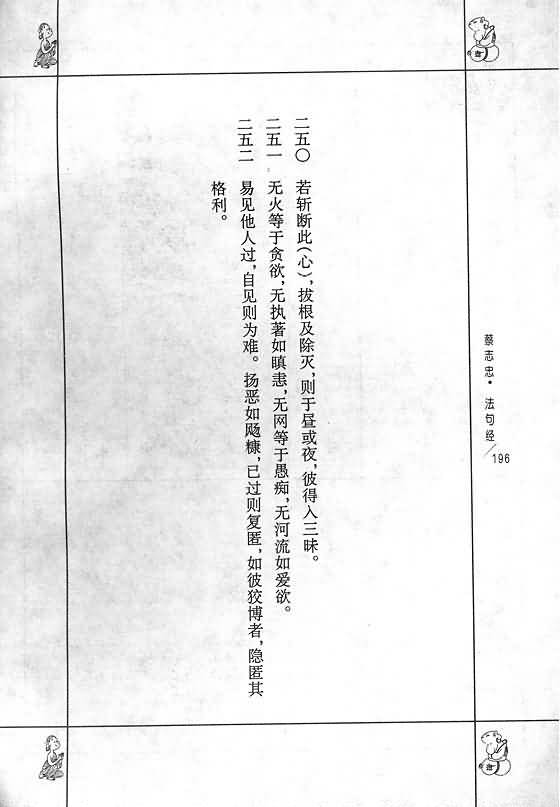 二五〇　若斩断此（心），拔根及除灭，则于昼或夜，彼得入三昧。
二五一　无火等于贪欲，无执著如瞋恚，无网等于愚痴，无河流如爱欲。
二五二　易见他人过，自见则为难。扬恶如飏糠，已过则复匿，如彼狡博者，隐匿其
格利。
蔡志忠·法句经／196